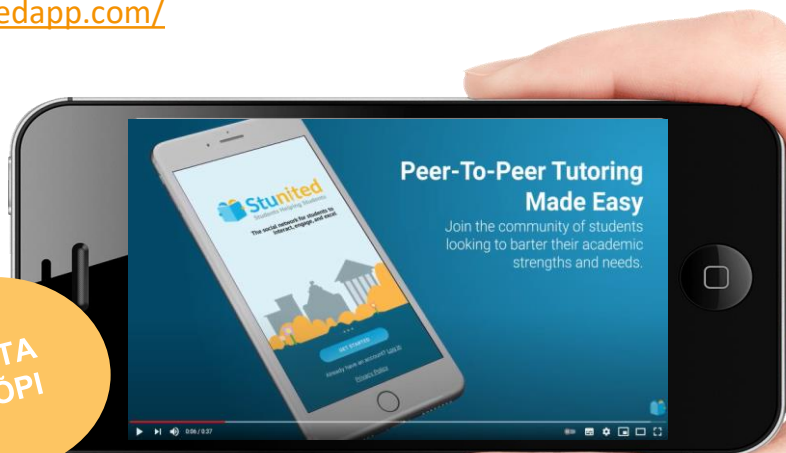 edapp.com/
Peer-To-Peer Tutoring
Made Easy
Join the community of students
looking to barter their academic
strengths and needs.
Stunited
Students Helping Students
The social network for students to
interact, engage, and excel
GET STARTED
Already have an account? LOG IN
Privacy Policy
TA
ÕPI
0:06 / 0:37